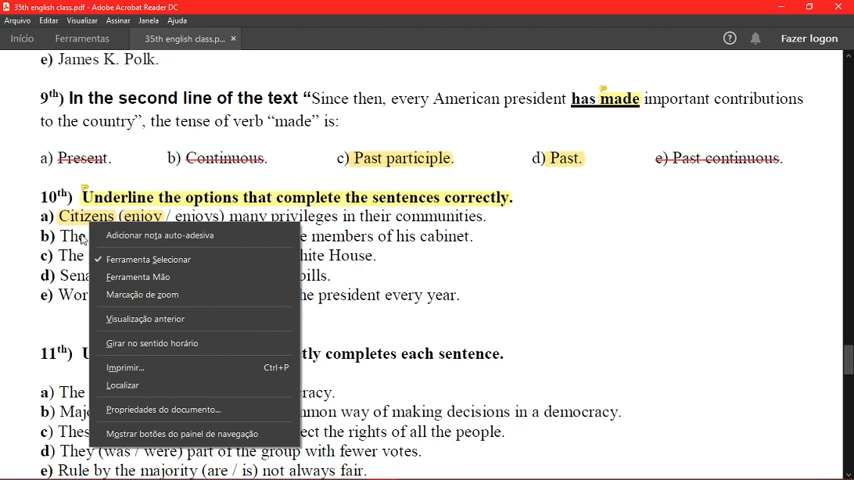 35th english class.pdf - Adobe Acrobat Reader DC
Arquivo Editar Visualizar Assinar Janela Ajuda
Início Ferramentas 35th english class.p... × Fazer logon
e) James K. Polk.
9th) In the second line of the text “Since then, every American president has made important contributions
to the country”, the tense of verb “made” is:
a) Present. b) Continuous. c) Past participle. d) Past. e) Past continuous.
10th) Underline the options that complete the sentences correctly.
a) Citizens (enjoy / enjoys) many privileges in their communities.
b) The e members of his cabinet.
c) The hite House.
d) Sena bills.
e) Wor he president every year.
Adicionar nota auto-adesiva
Ferramenta Selecionar
Ferramenta Mão
Marcação de zoom
Visualização anterior
Girar no sentido horário
Imprimir... Ctrl+P
Localizar
Propriedades do documento...
Mostrar botões do painel de navegação
11th) U tly completes each sentence.
a) The racy.
b) Majo mmon way of making decisions in a democracy.
c) Thes ect the rights of all the people.
d) They (was / were) part of the group with fewer votes.
e) Rule by the majority (are / is) not always fair.